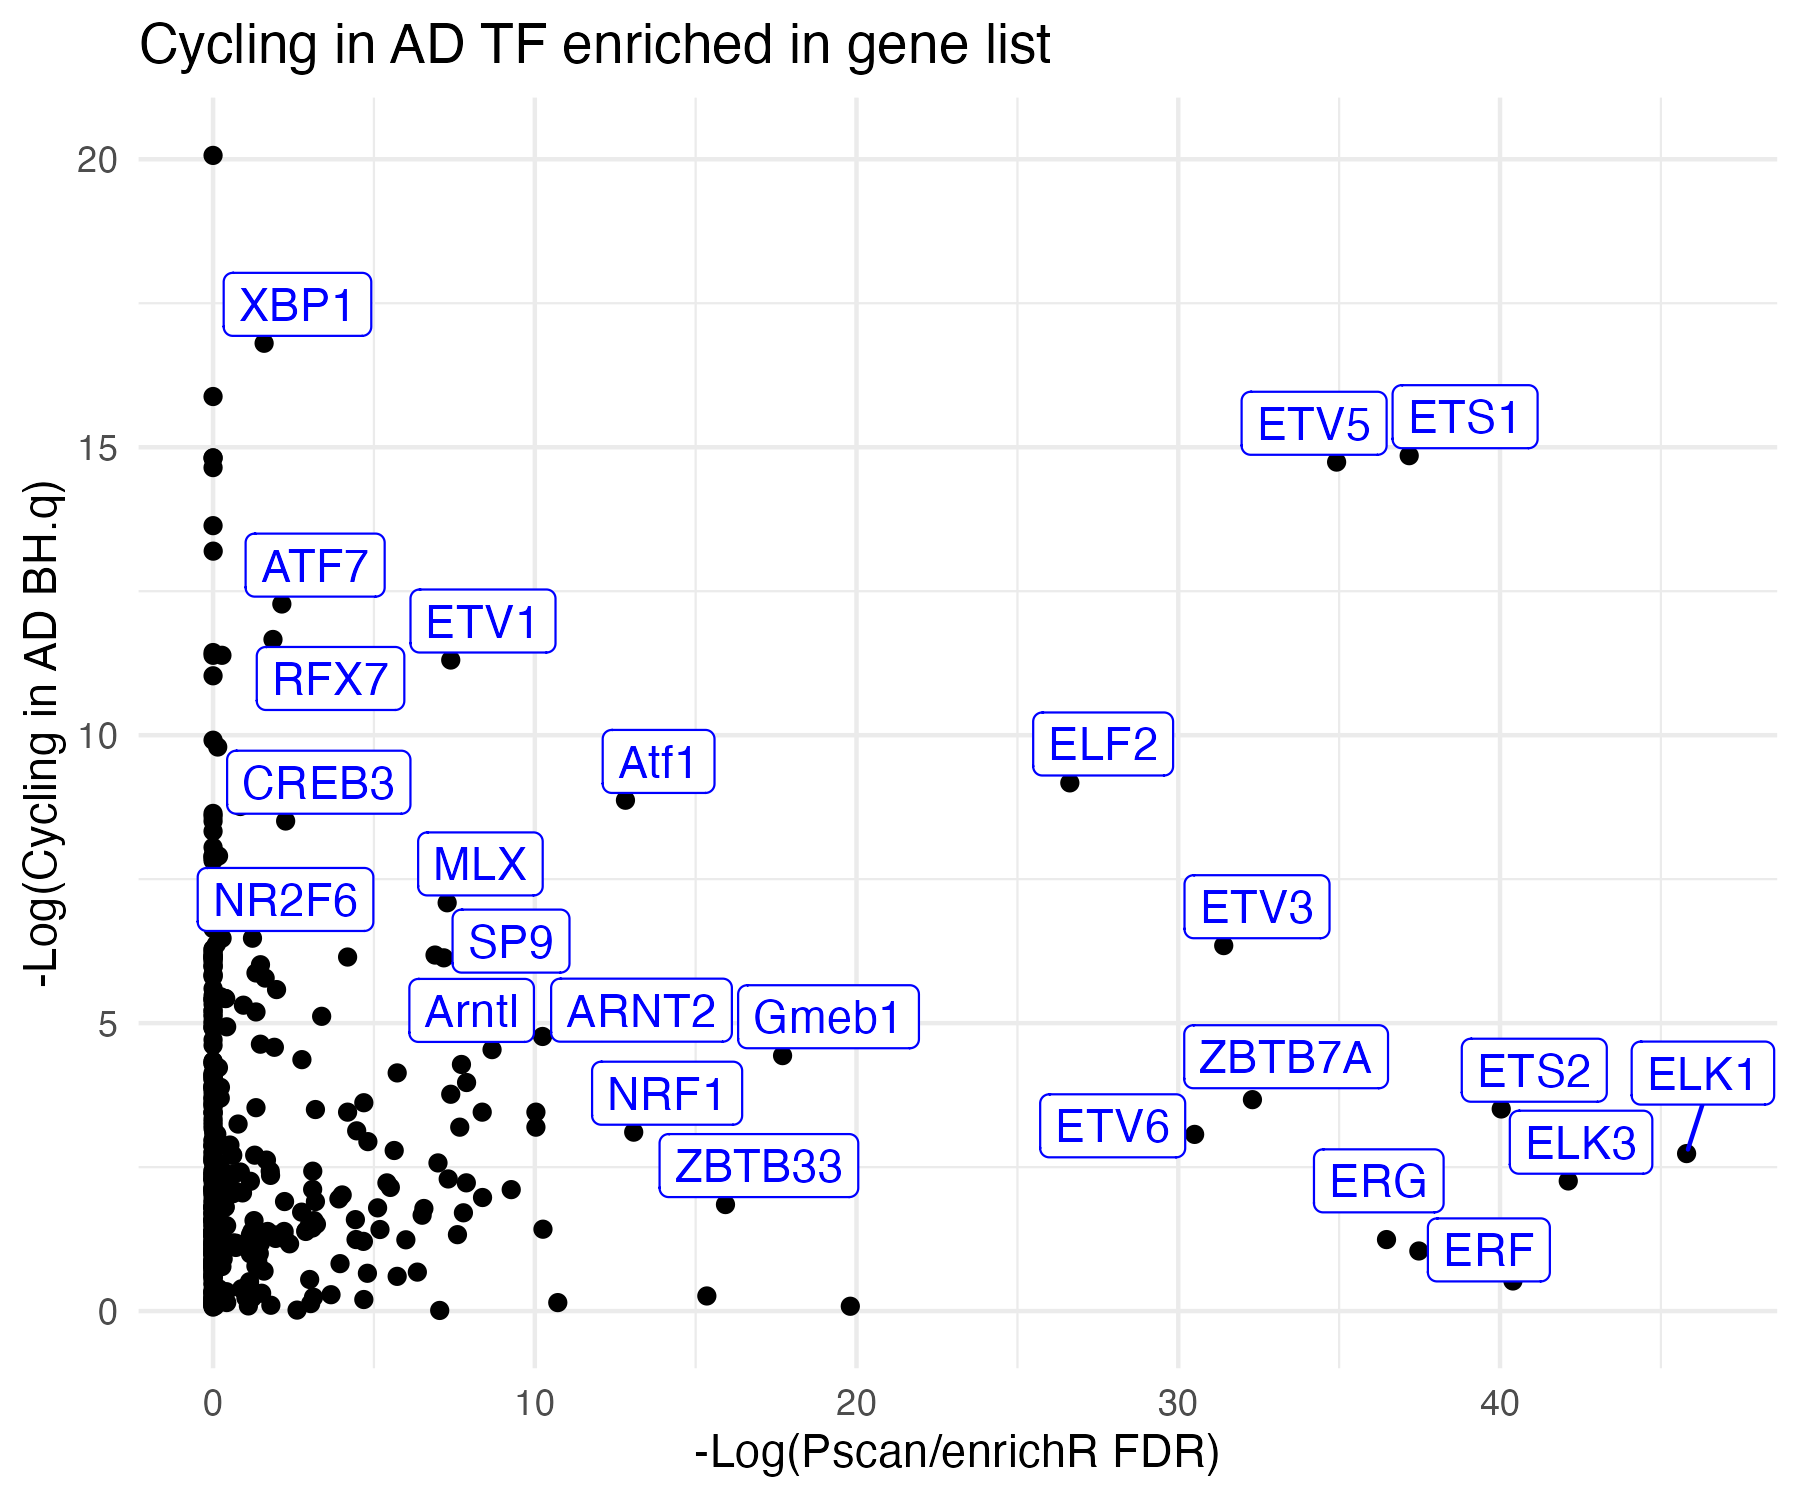 Cycling in AD TF enriched in gene list
20
XBP1
15
ETV5
ETS1
ATF7
ETV1
RFX7
10
ELF2
Atf1
CREB3
MLX
NR2F6
ETV3
SP9
5
Arntl
ARNT2
Gmeb1
ZBTB7A
ETS2
ELK1
NRF1
ETV6
ELK3
ZBTB33
ERG
ERF
0
-Log(Cycling in AD BH.q)
0
10
20
30
40
-Log(Pscan/enrichR FDR)